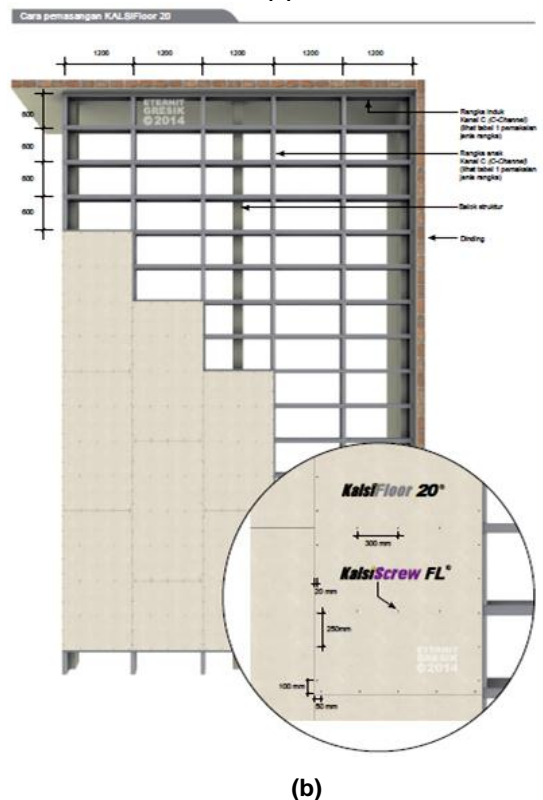 Cara pemasangan KALSIFloor 20
1200 1200 1200 1200 1200
600
600
600
600
ETERNIT
GRESIK
©2014
Rangka induk
Kanal C (C-Channel)
(lihat tabel 1 pemakaian
jenis rangka)
Rangka anak
Kanal C (C-Channel)
(lihat tabel 1 pemakaian
jenis rangka)
Balok struktur
Dinding
KalsiFloor 20®
300 mm
KalsiScrew FL®
20 mm
250mm
ETERNIT
GRESIK
©2014
100 mm
50 mm
(b)